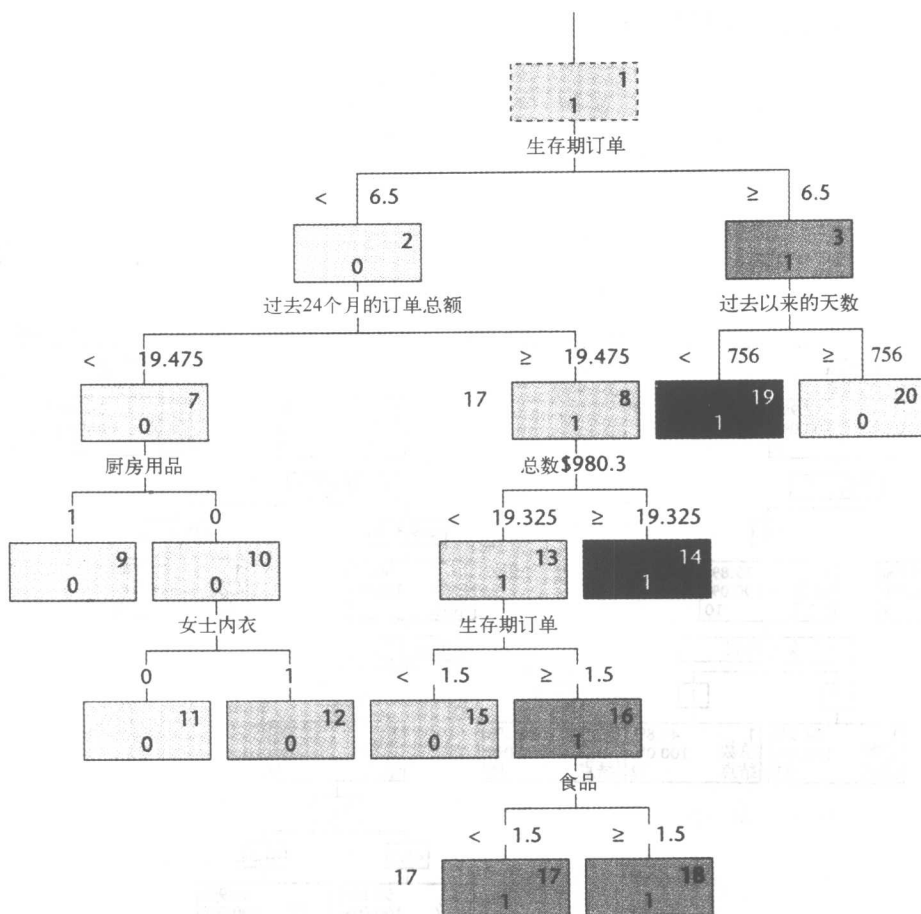 1
1
生存期订单
< 6.5 ≥ 6.5
2 3
0 1
过去24个月的订单总额 过去以来的天数
< 19.475 ≥ 19.475 < 756 ≥ 756
7 17 8 19 20
0 1 1 0
厨房用品 总数$980.3
1 0 < 19.325 ≥ 19.325
9 10 13 14
0 0 1 1
女士内衣 生存期订单
0 1 < 1.5 ≥ 1.5
11 12 15 16
0 0 0 1
食品
< 1.5 ≥ 1.5
17 17 18
1 1